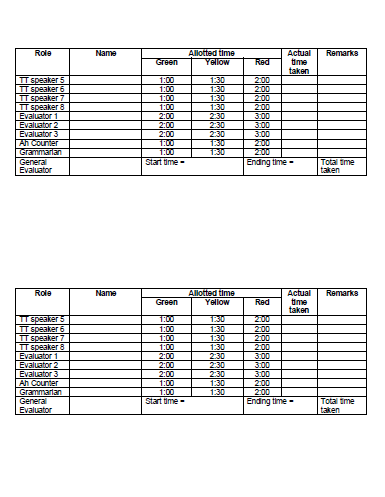 Role Name Allotted time Actual time taken Remarks
Green Yellow Red
TT speaker 5 1:00 1:30 2:00
TT speaker 6 1:00 1:30 2:00
TT speaker 7 1:00 1:30 2:00
TT speaker 8 1:00 1:30 2:00
Evaluator 1 2:00 2:30 3:00
Evaluator 2 2:00 2:30 3:00
Evaluator 3 2:00 2:30 3:00
Ah Counter 1:00 1:30 2:00
Grammarian 1:00 1:30 2:00
General Evaluator Start time = Ending time = Total time taken
Role Name Allotted time Actual time taken Remarks
Green Yellow Red
TT speaker 5 1:00 1:30 2:00
TT speaker 6 1:00 1:30 2:00
TT speaker 7 1:00 1:30 2:00
TT speaker 8 1:00 1:30 2:00
Evaluator 1 2:00 2:30 3:00
Evaluator 2 2:00 2:30 3:00
Evaluator 3 2:00 2:30 3:00
Ah Counter 1:00 1:30 2:00
Grammarian 1:00 1:30 2:00
General Evaluator Start time = Ending time = Total time taken